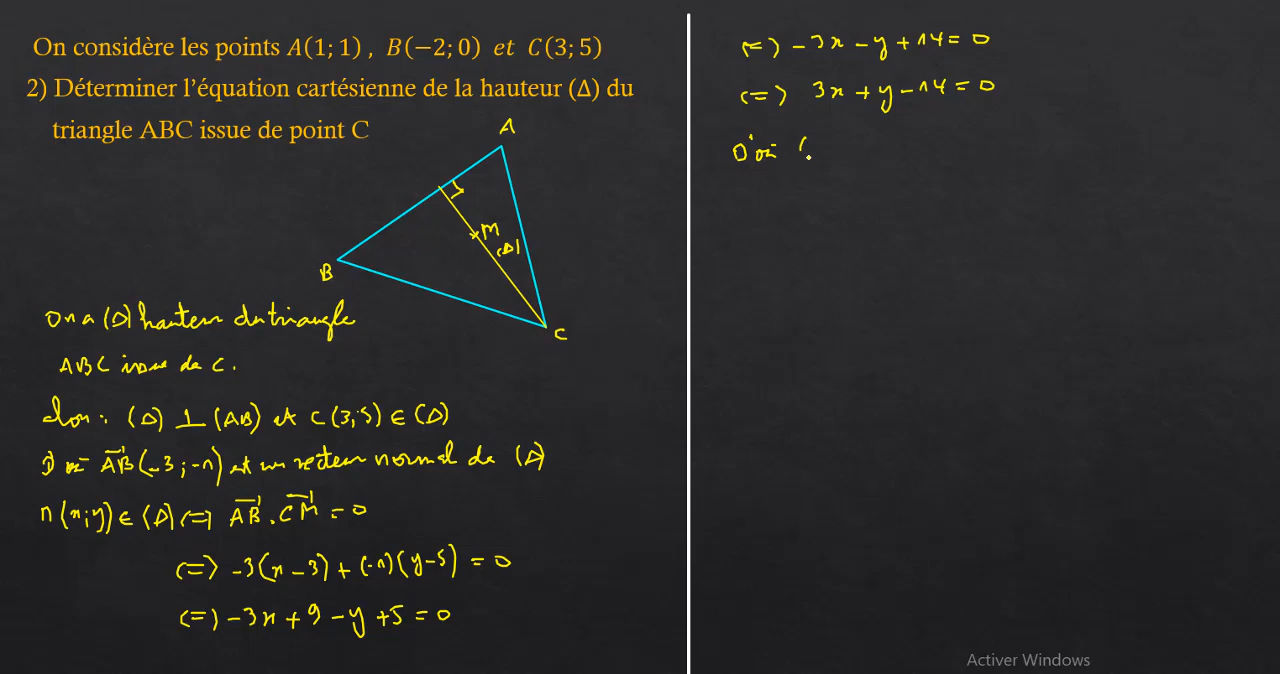 On considère les points A(1; 1) , B(−2; 0) et C(3; 5)
2) Déterminer l'équation cartésienne de la hauteur (Δ) du
triangle ABC issue de point C
A
M
(Δ)
B
C
On a (Δ) hauteur du triangle
ABC issue de C.
donc : (Δ) ⊥ (AB) et C(3;5) ∈ (Δ)
D'où AB(-3 ; -1) est un vecteur normal de (Δ)
M(x;y) ∈ (Δ) <=> AB . CM = 0
<=> -3(x - 3) + (-1)(y - 5) = 0
<=> -3x + 9 - y + 5 = 0
<=> -3x - y + 14 = 0
<=> 3x + y - 14 = 0
D'où (
Activer Windows